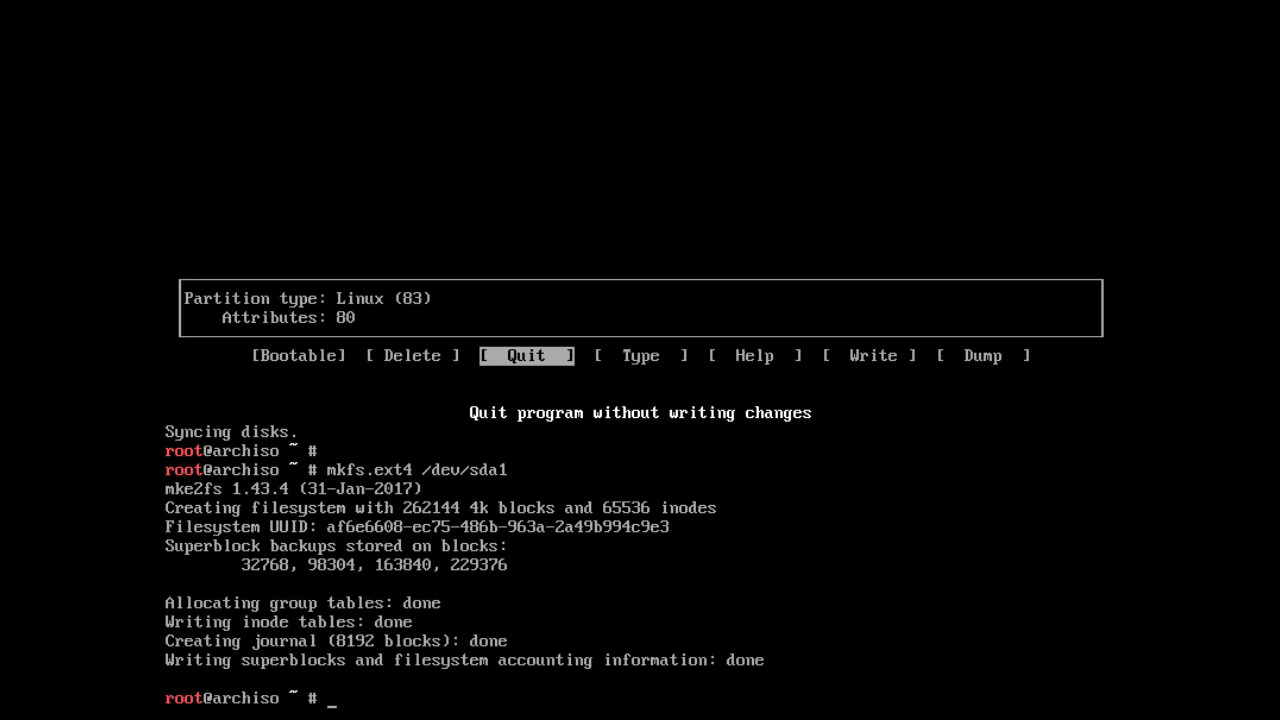 Partition type: Linux (83)
Attributes: 80
[Bootable] [ Delete ] [ Quit ] [ Type ] [ Help ] [ Write ] [ Dump ]
Quit program without writing changes
Syncing disks.
root@archiso ~ #
root@archiso ~ # mkfs.ext4 /dev/sda1
mke2fs 1.43.4 (31-Jan-2017)
Creating filesystem with 262144 4k blocks and 65536 inodes
Filesystem UUID: af6e6608-ec75-486b-963a-2a49b994c9e3
Superblock backups stored on blocks:
32768, 98304, 163840, 229376
Allocating group tables: done
Writing inode tables: done
Creating journal (8192 blocks): done
Writing superblocks and filesystem accounting information: done
root@archiso ~ # _